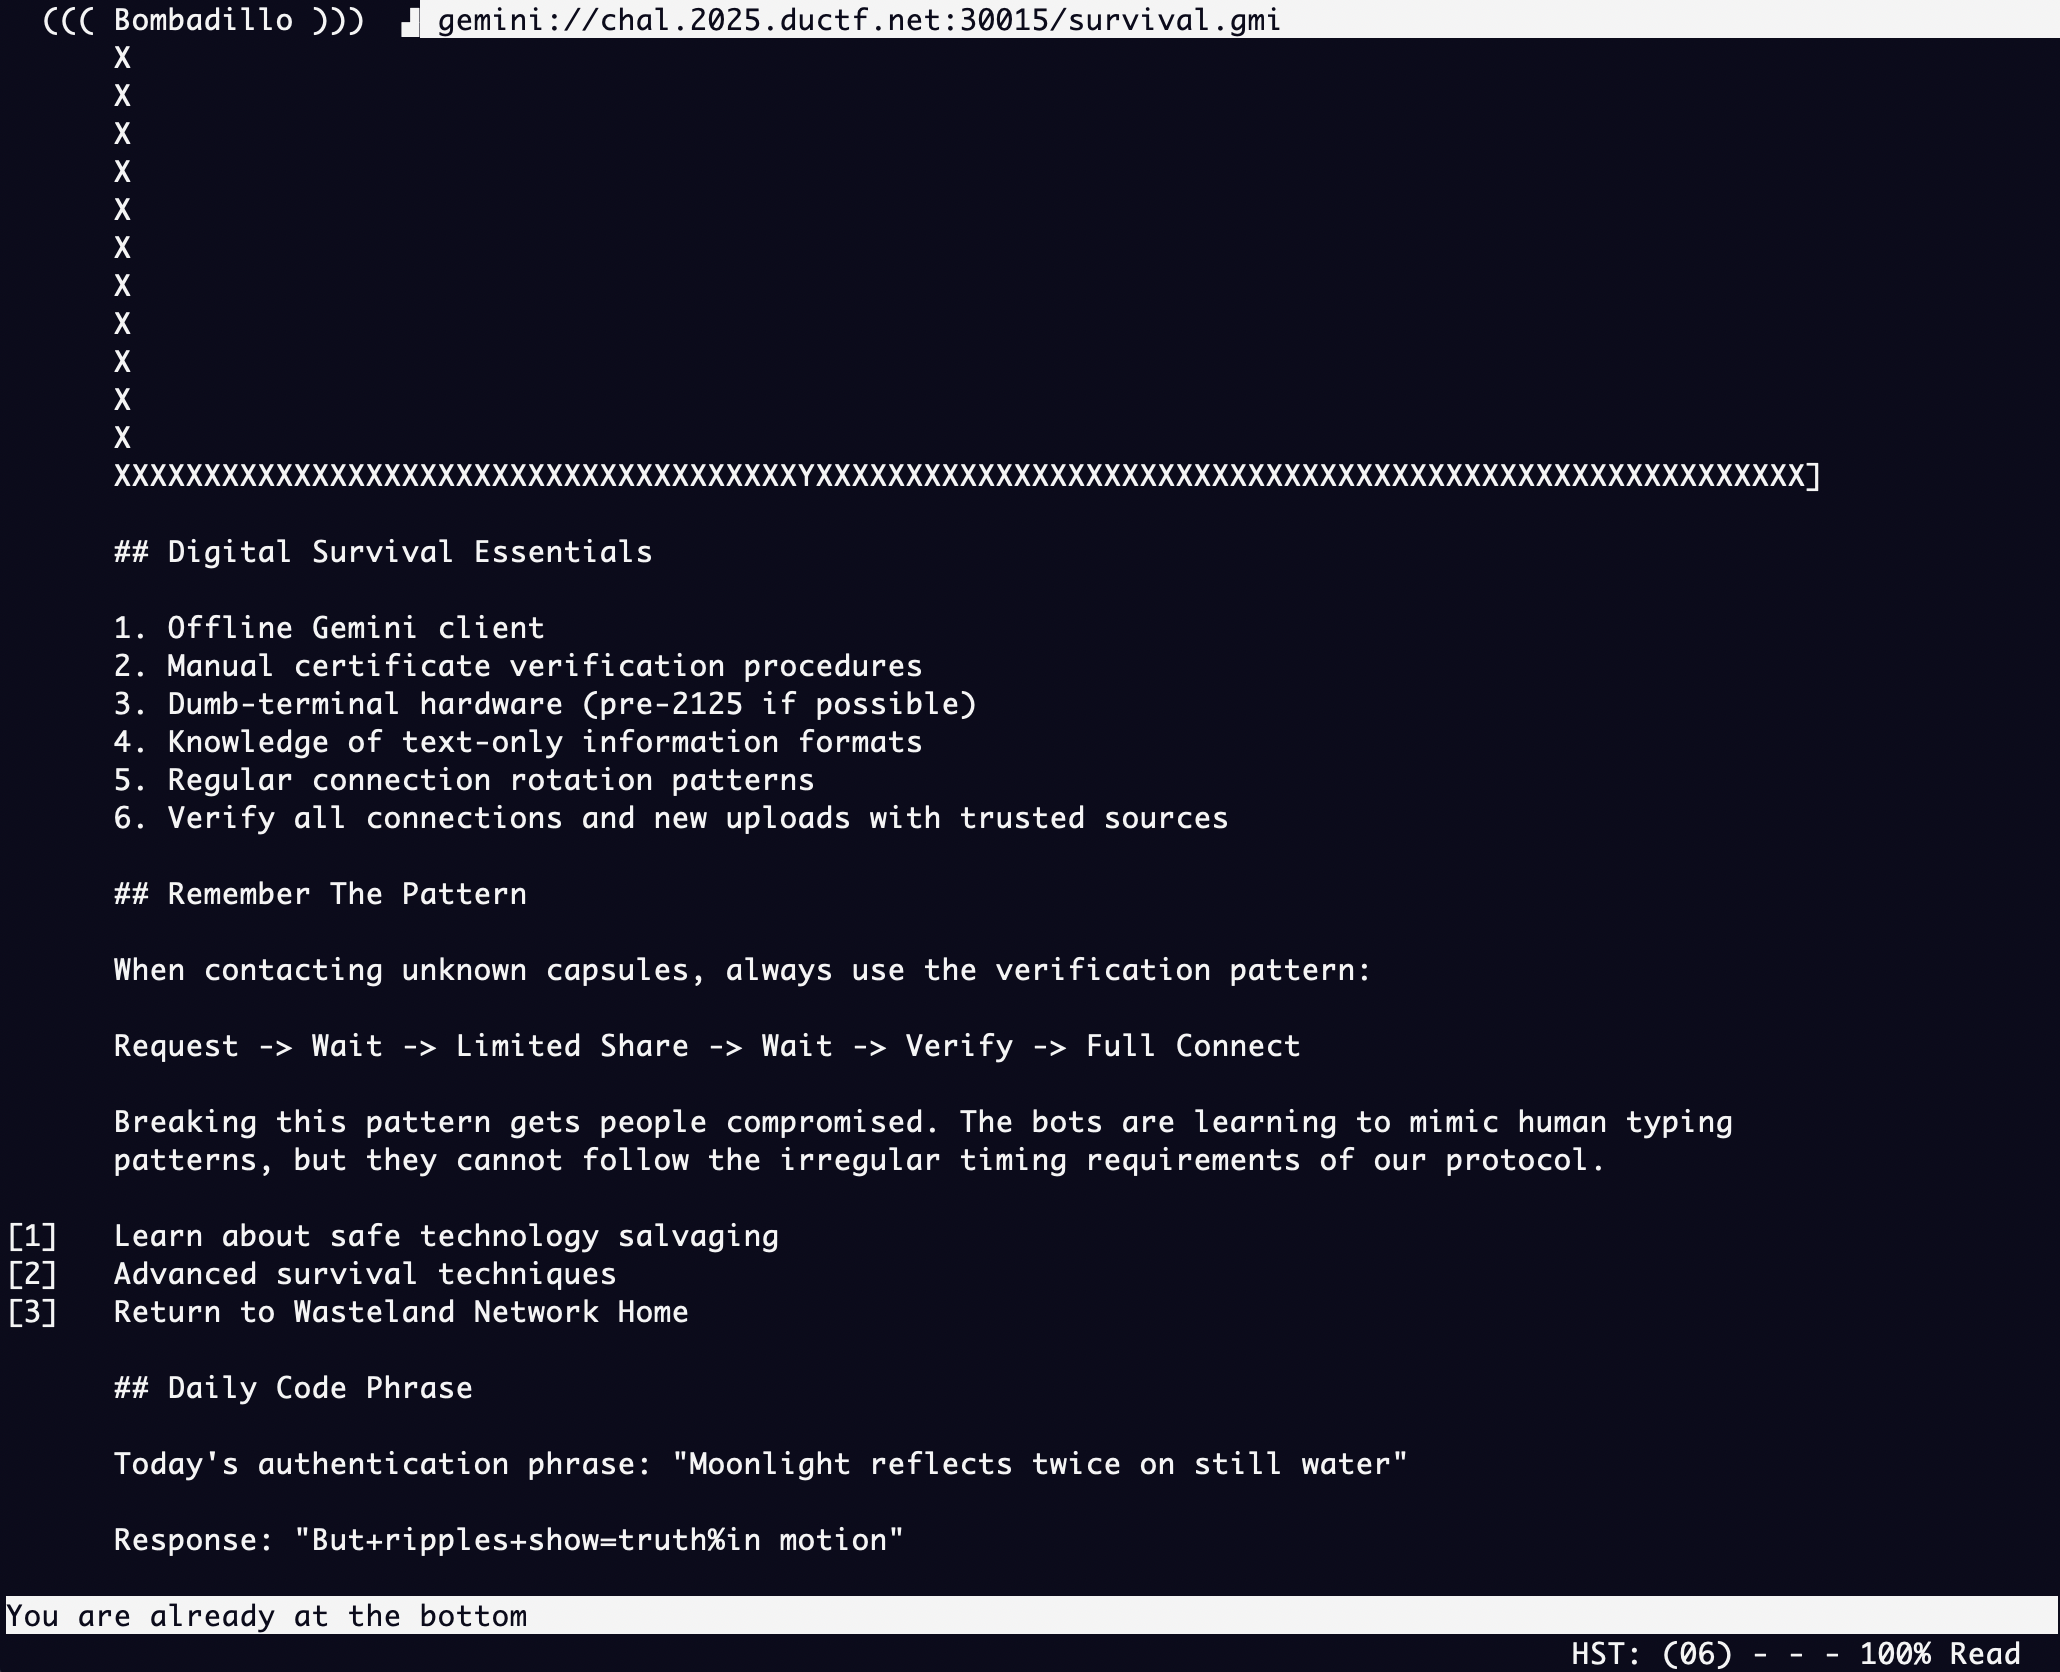 ((( Bombadillo ))) gemini://chal.2025.ductf.net:30015/survival.gmi
X
X
X
X
X
X
X
X
X
X
X
XXXXXXXXXXXXXXXXXXXXXXXXXXXXXXXXXXXXXXYXXXXXXXXXXXXXXXXXXXXXXXXXXXXXXXXXXXXXXXXXXXXXXXXXXXXXXX]
## Digital Survival Essentials
1. Offline Gemini client
2. Manual certificate verification procedures
3. Dumb-terminal hardware (pre-2125 if possible)
4. Knowledge of text-only information formats
5. Regular connection rotation patterns
6. Verify all connections and new uploads with trusted sources
## Remember The Pattern
When contacting unknown capsules, always use the verification pattern:
Request -> Wait -> Limited Share -> Wait -> Verify -> Full Connect
Breaking this pattern gets people compromised. The bots are learning to mimic human typing
patterns, but they cannot follow the irregular timing requirements of our protocol.
[1] Learn about safe technology salvaging
[2] Advanced survival techniques
[3] Return to Wasteland Network Home
## Daily Code Phrase
Today's authentication phrase: "Moonlight reflects twice on still water"
Response: "But+ripples+show=truth%in motion"
You are already at the bottom
HST: (06) - - - 100% Read